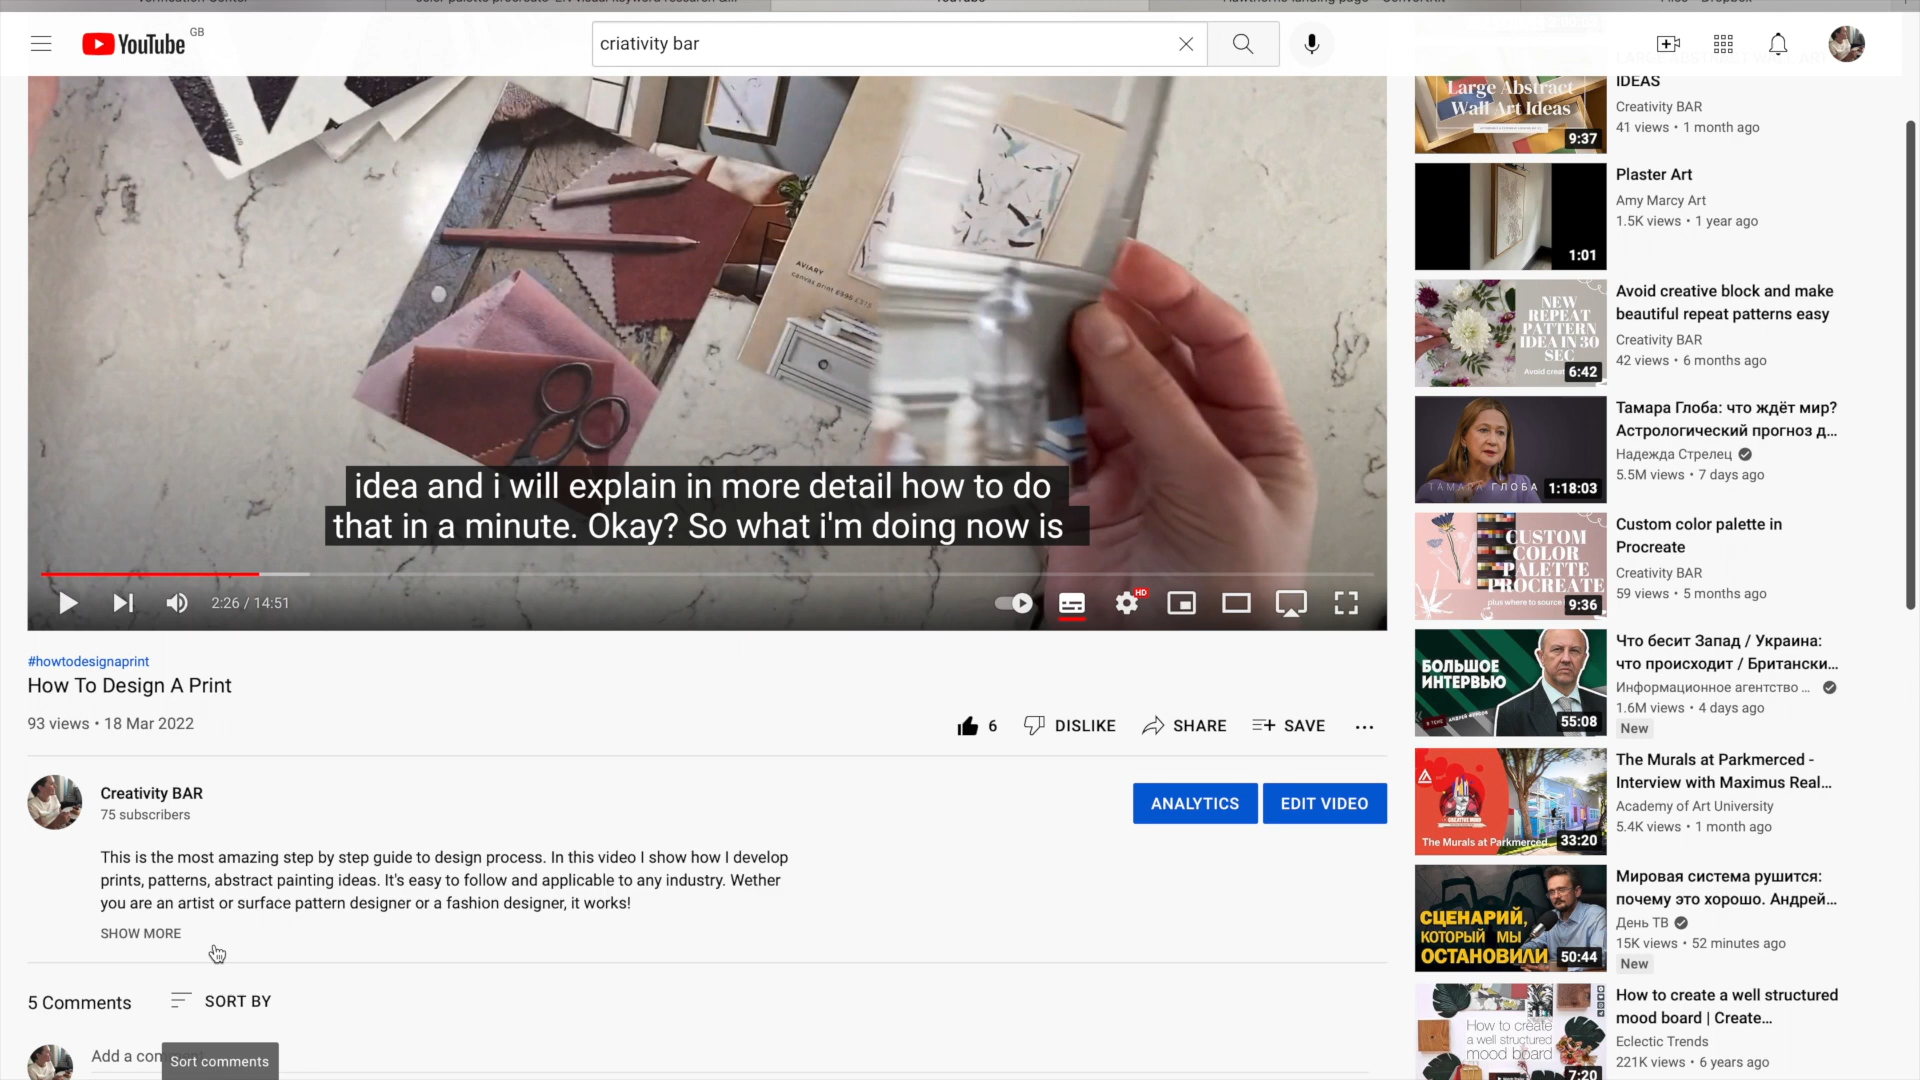 YouTube GB
criativity bar
AVIARY
canvas print £595 £375
idea and i will explain in more detail how to do
that in a minute. Okay? So what i'm doing now is
2:26 / 14:51
HD
#howtodesignaprint
How To Design A Print
93 views • 18 Mar 2022
6
DISLIKE
SHARE
SAVE
Creativity BAR
75 subscribers
ANALYTICS
EDIT VIDEO
This is the most amazing step by step guide to design process. In this video I show how I develop
prints, patterns, abstract painting ideas. It's easy to follow and applicable to any industry. Wether
you are an artist or surface pattern designer or a fashion designer, it works!
SHOW MORE
5 Comments
SORT BY
Add a com
Sort comments
Large Abstract
Wall Art Ideas
9:37
IDEAS
Creativity BAR
41 views • 1 month ago
1:01
Plaster Art
Amy Marcy Art
1.5K views • 1 year ago
NEW
REPEAT
PATTERN
IDEA IN 30
SEC
Avoid creat
6:42
Avoid creative block and make
beautiful repeat patterns easy
Creativity BAR
42 views • 6 months ago
ТАМАРА ГЛОБА
1:18:03
Тамара Глоба: что ждёт мир?
Астрологический прогноз д...
Надежда Стрелец
5.5M views • 7 days ago
CUSTOM
COLOR
PALETTE
PROCREATE
plus where to source
9:36
Custom color palette in
Procreate
Creativity BAR
59 views • 5 months ago
БОЛЬШОЕ
ИНТЕРВЬЮ
55:08
Что бесит Запад / Украина:
что происходит / Британски...
Информационное агентство ...
1.6M views • 4 days ago
New
The Murals at Parkmerced
33:20
The Murals at Parkmerced -
Interview with Maximus Real...
Academy of Art University
5.4K views • 1 month ago
СЦЕНАРИЙ,
КОТОРЫЙ МЫ
ОСТАНОВИЛИ
50:44
Мировая система рушится:
почему это хорошо. Андрей...
День ТВ
15K views • 52 minutes ago
New
How to create
a well structured
mood board
7:20
How to create a well structured
mood board | Create...
Eclectic Trends
221K views • 6 years ago